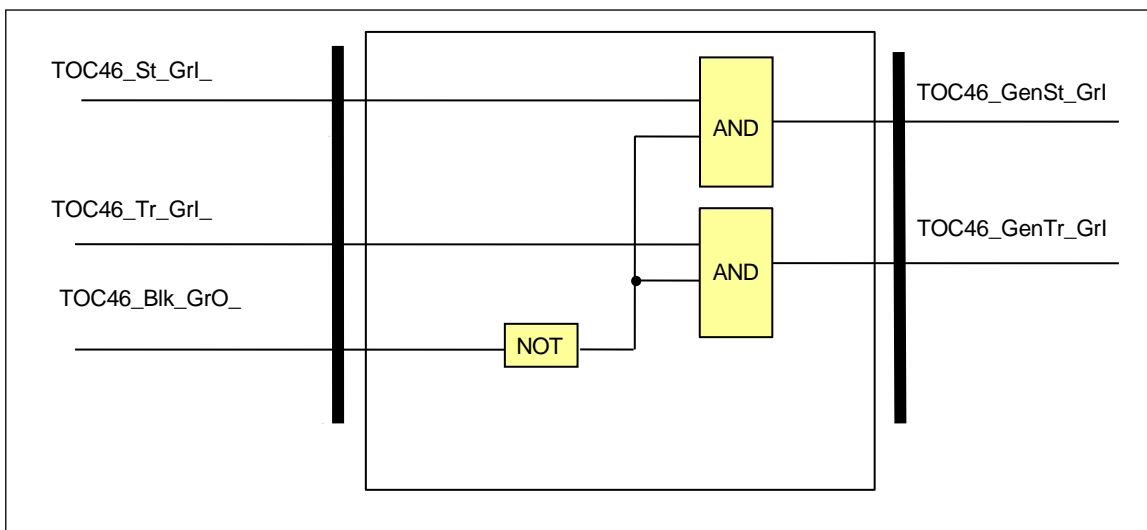 TOC46_St_GrI_
TOC46_GenSt_GrI
AND
TOC46_Tr_GrI_
TOC46_GenTr_GrI
AND
TOC46_Blk_GrO_
NOT